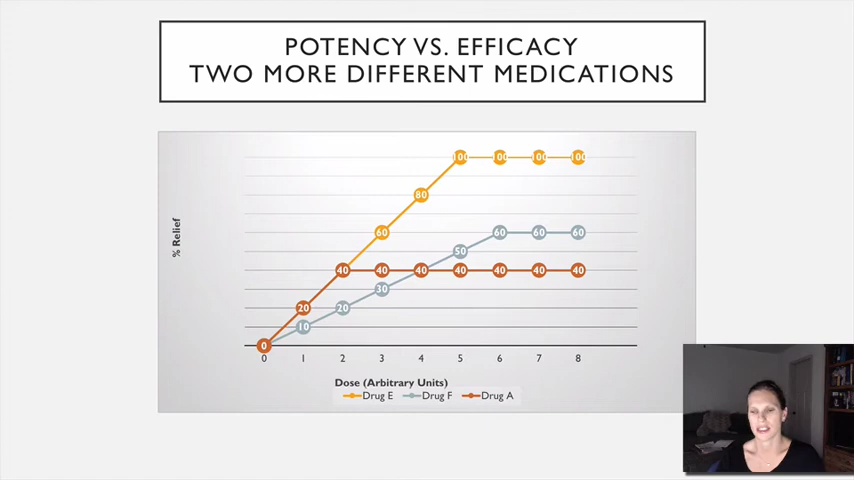 POTENCY VS. EFFICACY
TWO MORE DIFFERENT MEDICATIONS
% Relief
100 100 100 100
80
60 60 60 60
50
40 40 40 40 40 40 40
30
20 20
10
0
0 1 2 3 4 5 6 7 8
Dose (Arbitrary Units)
Drug E Drug F Drug A